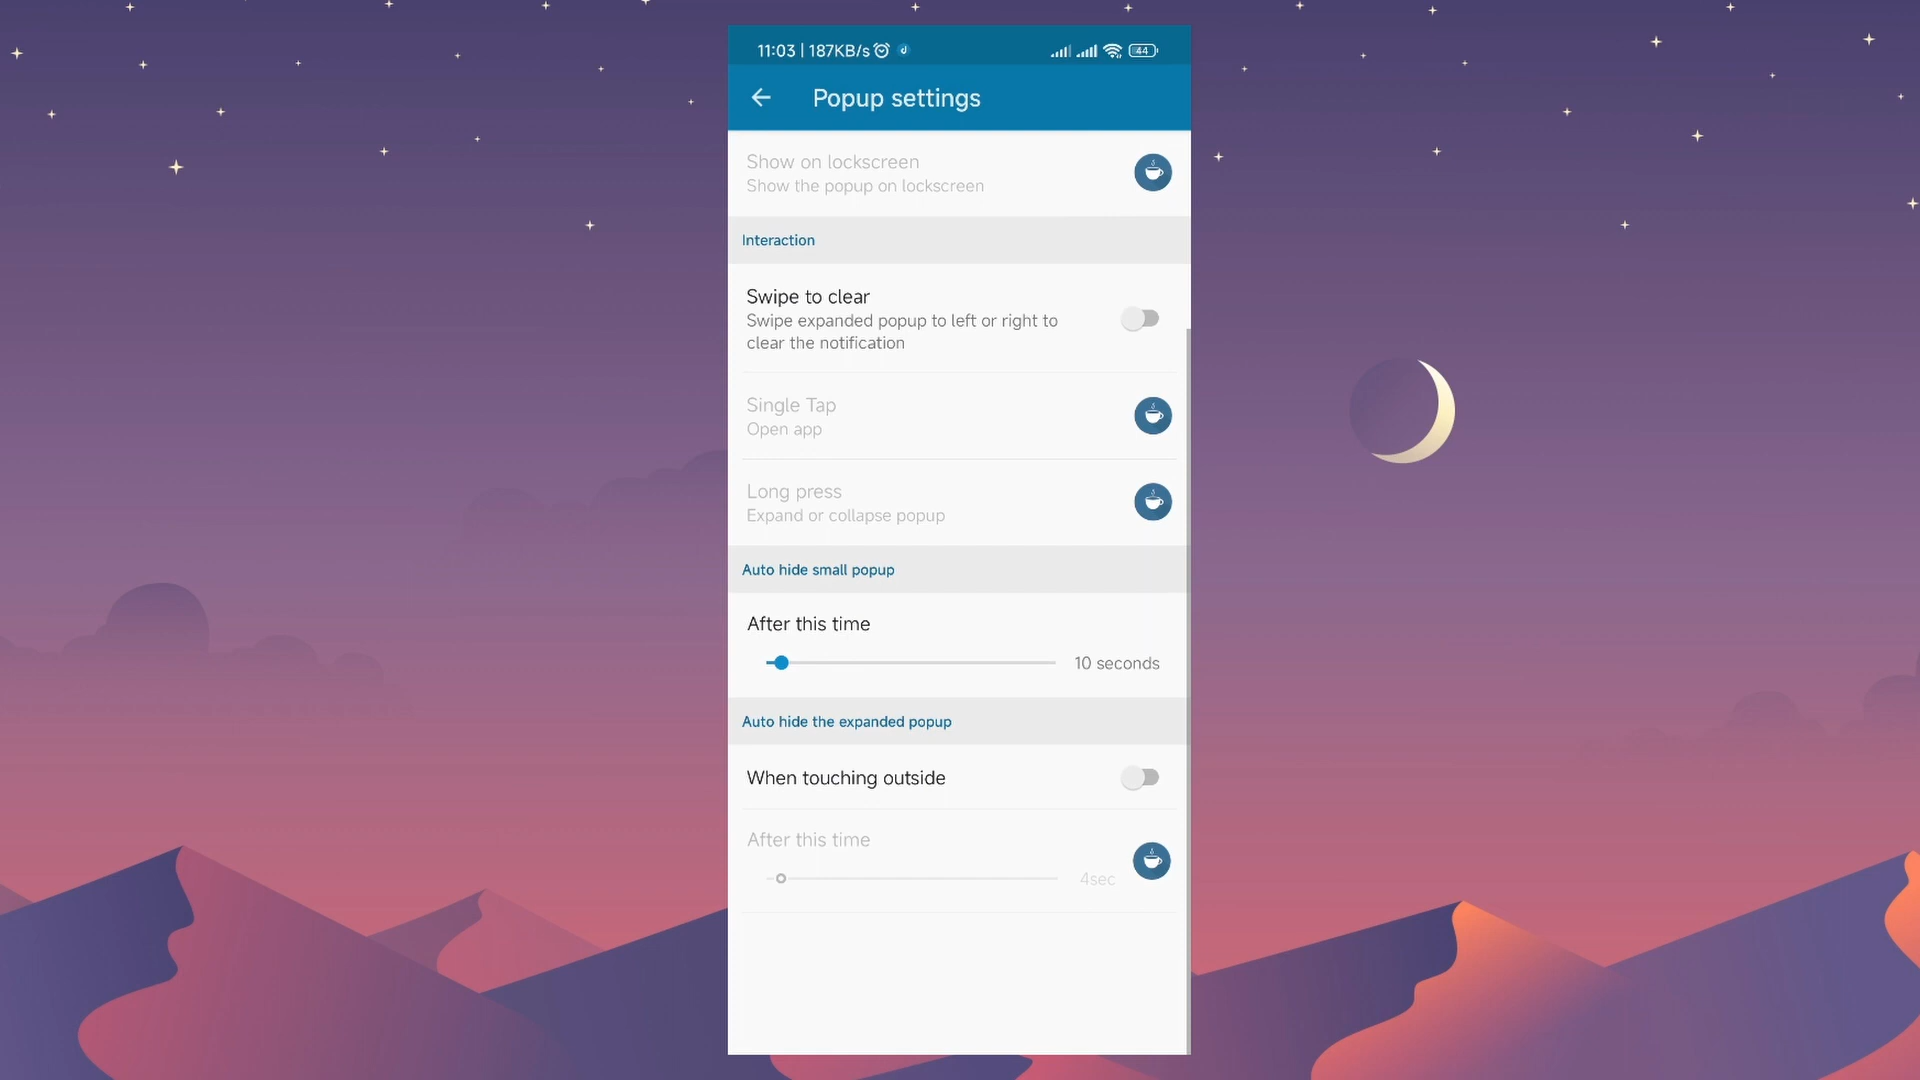 11:03 | 187KB/s
44
Popup settings
Show on lockscreen
Show the popup on lockscreen
Interaction
Swipe to clear
Swipe expanded popup to left or right to
clear the notification
Single Tap
Open app
Long press
Expand or collapse popup
Auto hide small popup
After this time
10 seconds
Auto hide the expanded popup
When touching outside
After this time
4sec